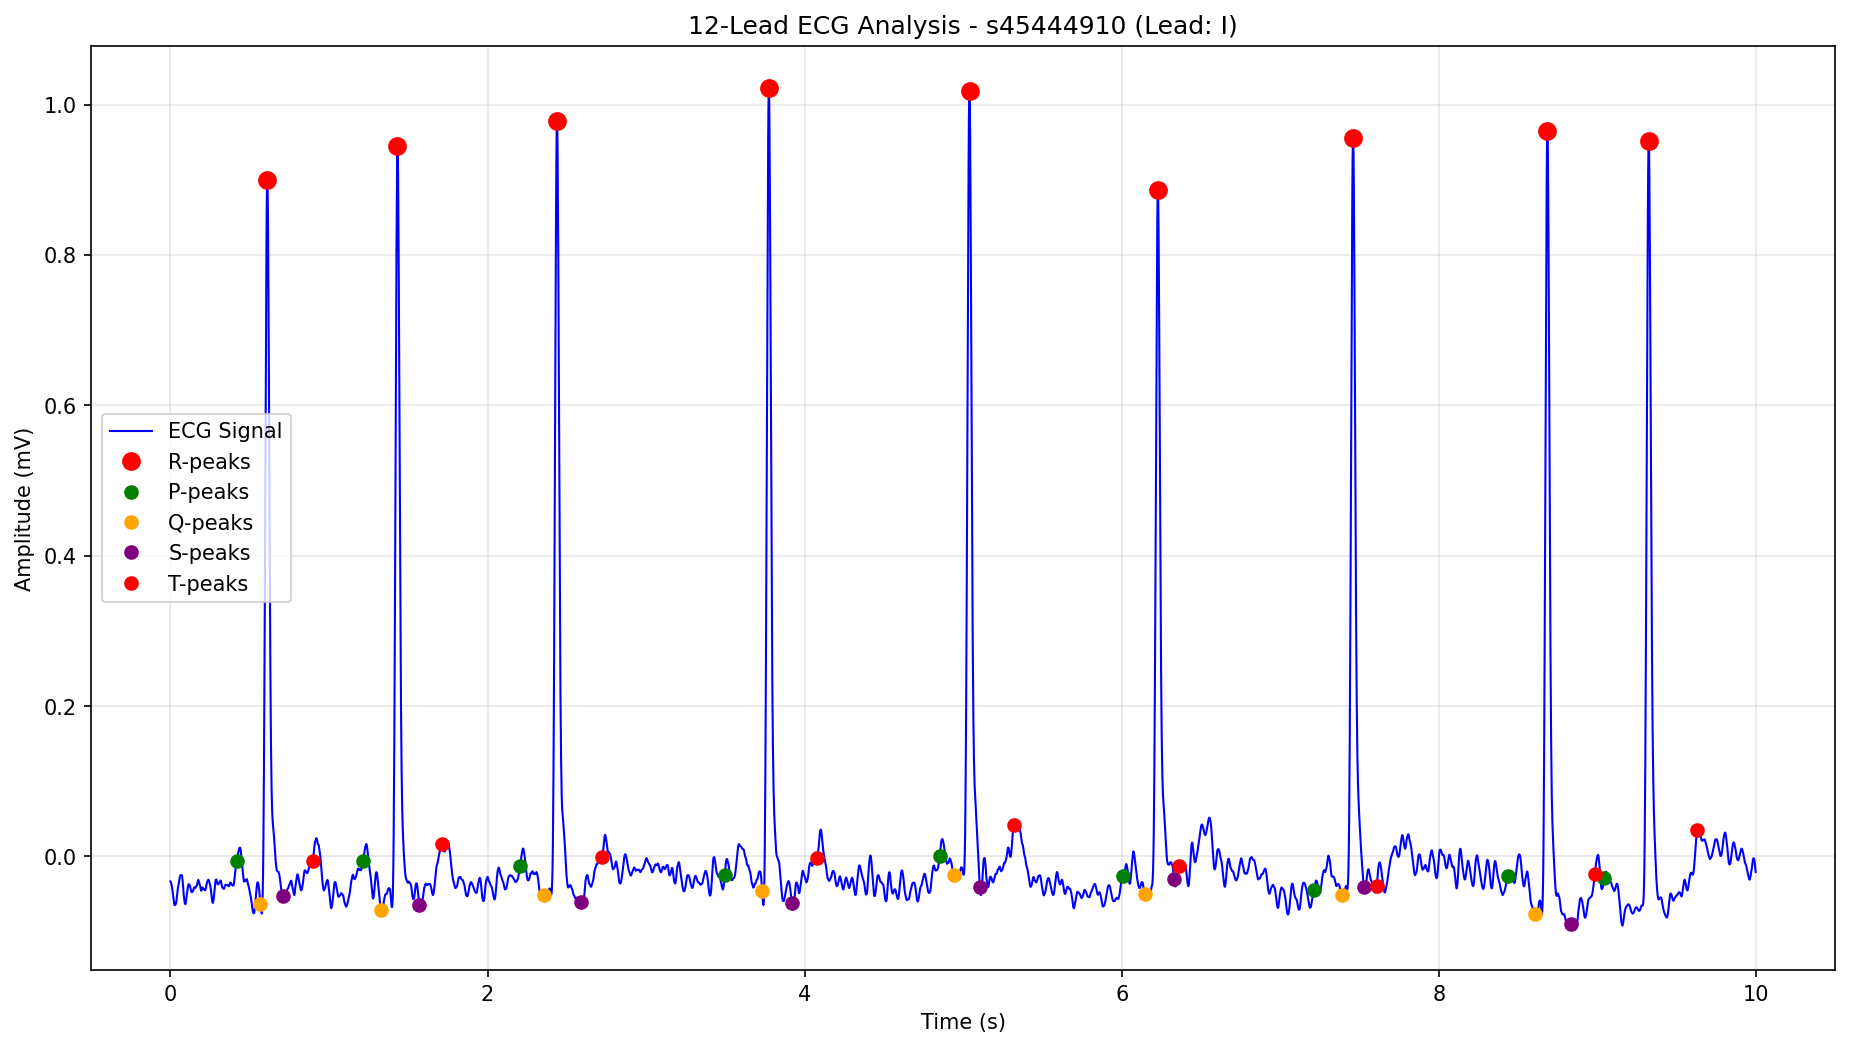 12-Lead ECG Analysis - s45444910 (Lead: I)
Amplitude (mV)
1.0
0.8
0.6
0.4
0.2
0.0
ECG Signal
R-peaks
P-peaks
Q-peaks
S-peaks
T-peaks
0 2 4 6 8 10
Time (s)